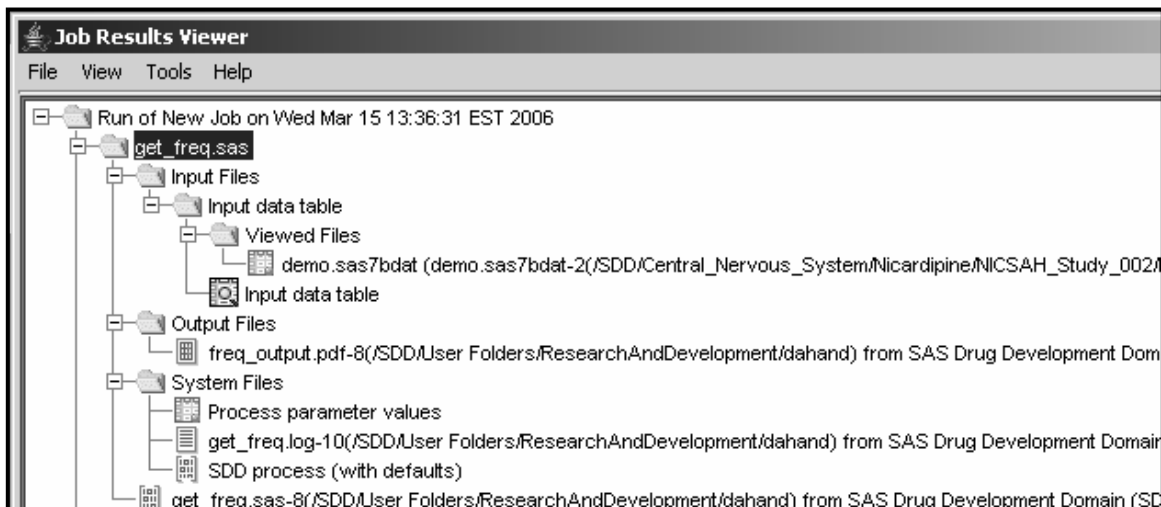 Job Results Viewer
File View Tools Help
Run of New Job on Wed Mar 15 13:36:31 EST 2006
get_freq.sas
Input Files
Input data table
Viewed Files
demo.sas7bdat (demo.sas7bdat-2(/SDD/Central_Nervous_System/Nicardipine/NICSAH_Study_002/
Input data table
Output Files
freq_output.pdf-8(/SDD/User Folders/ResearchAndDevelopment/dahand) from SAS Drug Development Dom
System Files
Process parameter values
get_freq.log-10(/SDD/User Folders/ResearchAndDevelopment/dahand) from SAS Drug Development Domain
SDD process (with defaults)
get_freq.sas-8(/SDD/User Folders/ResearchAndDevelopment/dahand) from SAS Drug Development Domain (SD